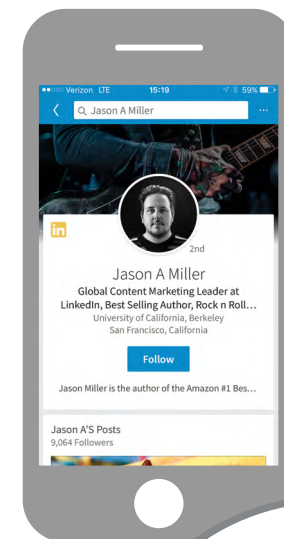 Verizon LTE 15:19 59%
Jason A Miller
in
2nd
Jason A Miller
Global Content Marketing Leader at
LinkedIn, Best Selling Author, Rock n Roll...
University of California, Berkeley
San Francisco, California
Follow
Jason Miller is the author of the Amazon #1 Bes...
Jason A'S Posts
9,064 Followers